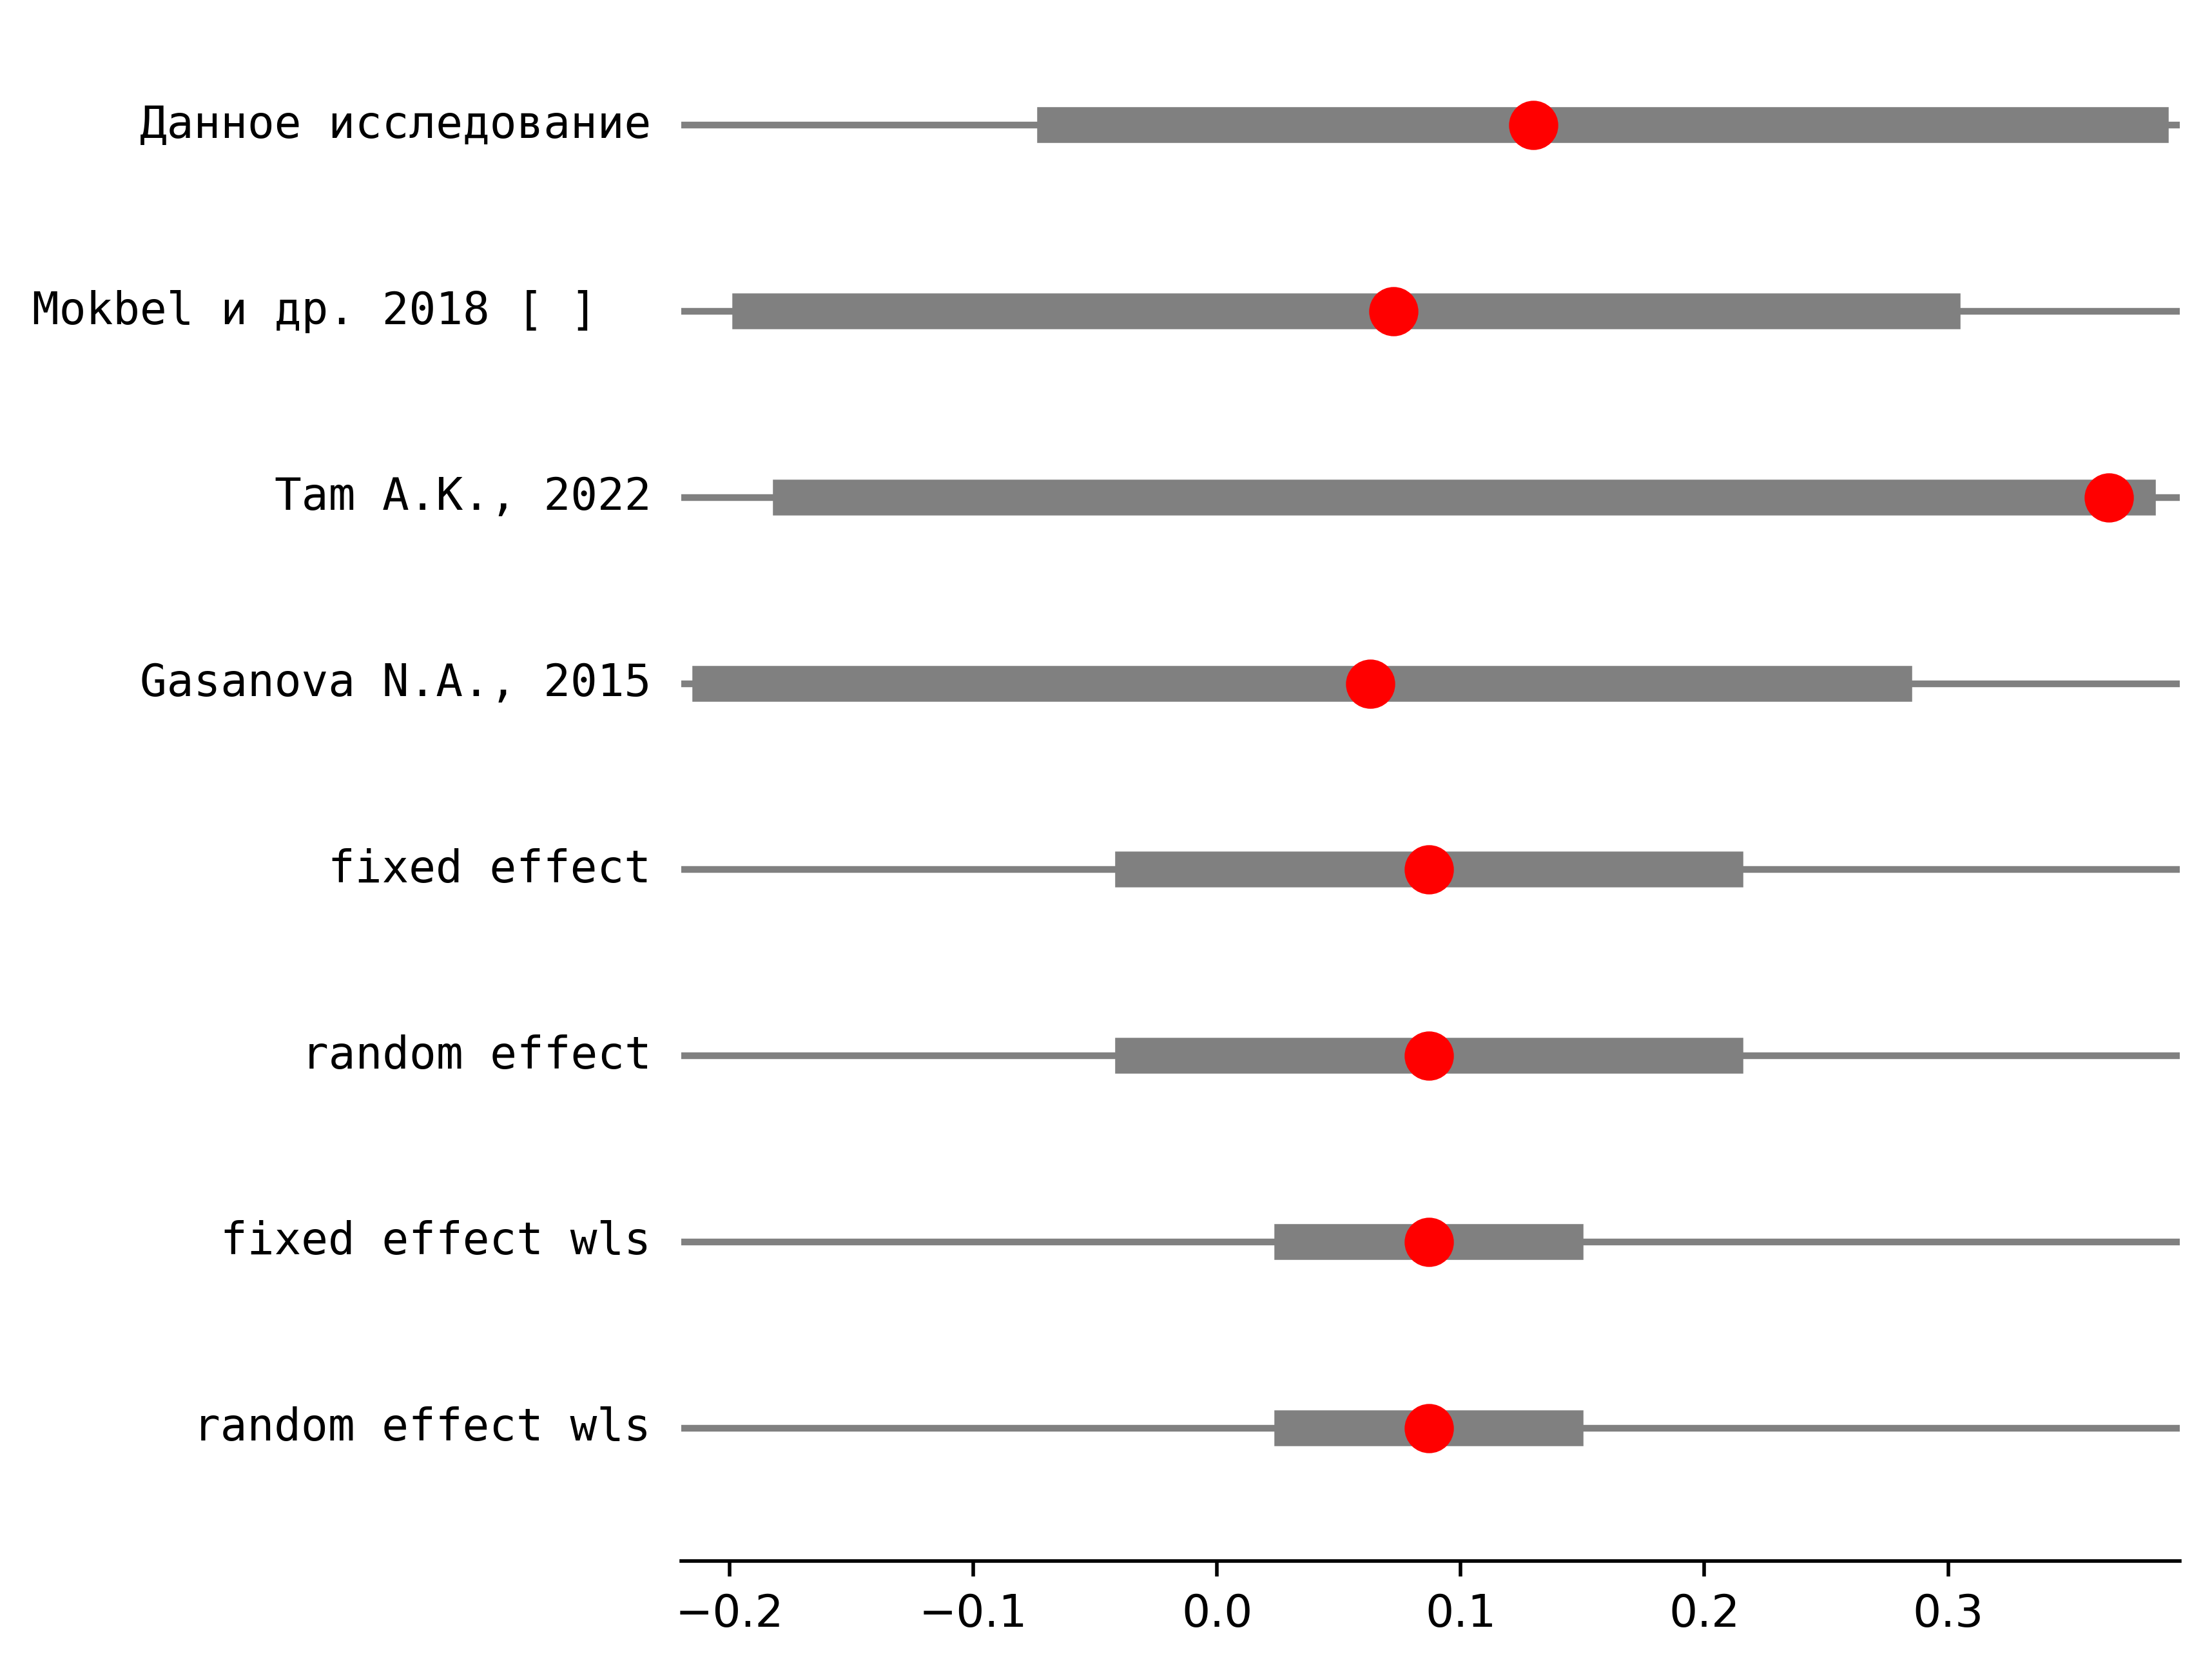 Данное исследование
Mokbel и др. 2018 [ ]
Tam A.K., 2022
Gasanova N.A., 2015
fixed effect
random effect
fixed effect wls
random effect wls
−0.2 −0.1 0.0 0.1 0.2 0.3